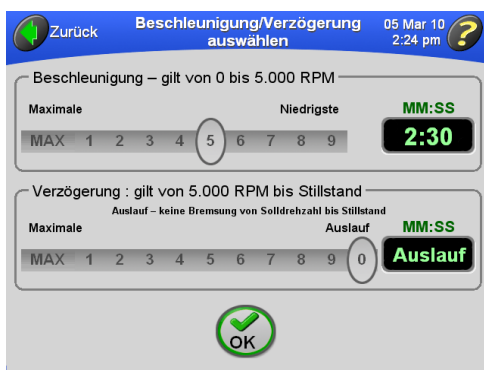 Zurück
Beschleunigung/Verzögerung
auswählen
05 Mar 10
2:24 pm
?
Beschleunigung – gilt von 0 bis 5.000 RPM
Maximale Niedrigste MM:SS
MAX 1 2 3 4 5 6 7 8 9 2:30
Verzögerung : gilt von 5.000 RPM bis Stillstand
Auslauf – keine Bremsung von Solldrehzahl bis Stillstand
Maximale Auslauf MM:SS
MAX 1 2 3 4 5 6 7 8 9 0 Auslauf
OK